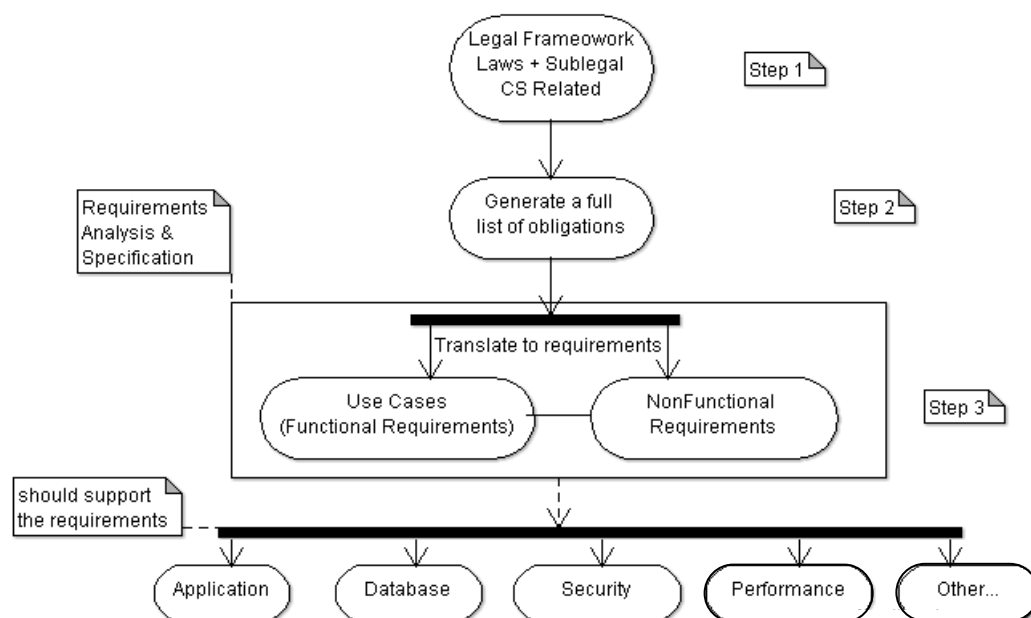 Legal Frameowork
Laws + Sublegal
CS Related
Step 1
Generate a full
list of obligations
Step 2
Requirements
Analysis &
Specification
Translate to requirements
Use Cases
(Functional Requirements)
NonFunctional
Requirements
Step 3
should support
the requirements
Application
Database
Security
Performance
Other...